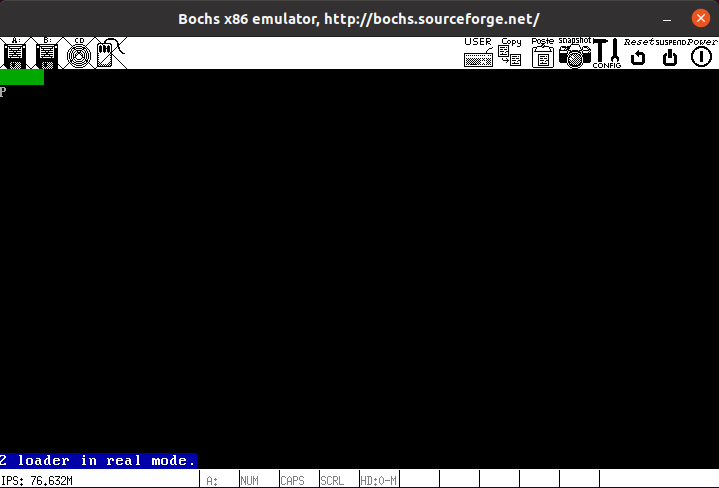 Bochs x86 emulator, http://bochs.sourceforge.net/
A: B: CD USER Copy Poste snapshot CONFIG Reset SUSPEND Power
P
2 loader in real mode.
IPS: 76.632M A: NUM CAPS SCRL HD:0-M